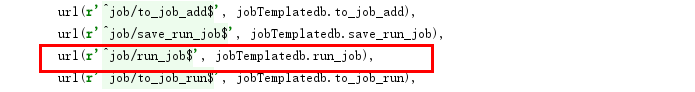 url(r'^job/to_job_add$', jobTemplatedb.to_job_add),
url(r'^job/save_run_job$', jobTemplatedb.save_run_job),
url(r'^job/run_job$', jobTemplatedb.run_job),
url(r'^job/to_job_run$', jobTemplatedb.to_job_run),